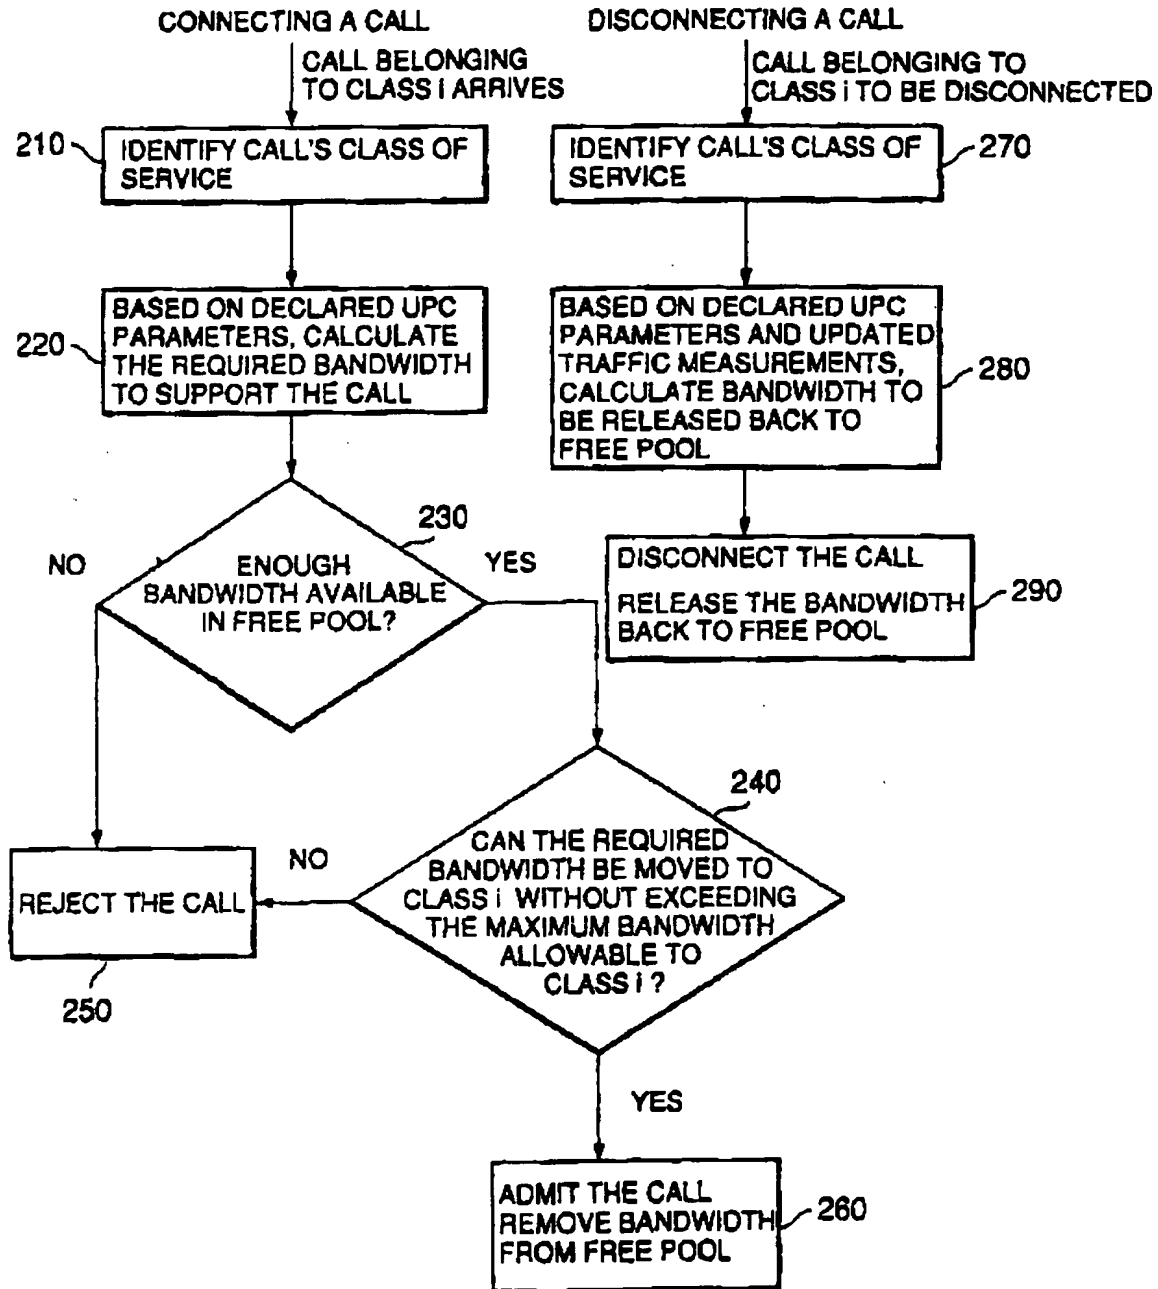 CONNECTING A CALL
CALL BELONGING
TO CLASS i ARRIVES
210
IDENTIFY CALL'S CLASS OF
SERVICE
220
BASED ON DECLARED UPC
PARAMETERS, CALCULATE
THE REQUIRED BANDWIDTH
TO SUPPORT THE CALL
230
NO
YES
ENOUGH
BANDWIDTH AVAILABLE
IN FREE POOL?
240
CAN THE REQUIRED
BANDWIDTH BE MOVED TO
CLASS i WITHOUT EXCEEDING
THE MAXIMUM BANDWIDTH
ALLOWABLE TO
CLASS i ?
NO
REJECT THE CALL
250
YES
ADMIT THE CALL
REMOVE BANDWIDTH
FROM FREE POOL
260
DISCONNECTING A CALL
CALL BELONGING TO
CLASS i TO BE DISCONNECTED
IDENTIFY CALL'S CLASS OF
SERVICE
270
BASED ON DECLARED UPC
PARAMETERS AND UPDATED
TRAFFIC MEASUREMENTS,
CALCULATE BANDWIDTH TO
BE RELEASED BACK TO
FREE POOL
280
DISCONNECT THE CALL
RELEASE THE BANDWIDTH
BACK TO FREE POOL
290